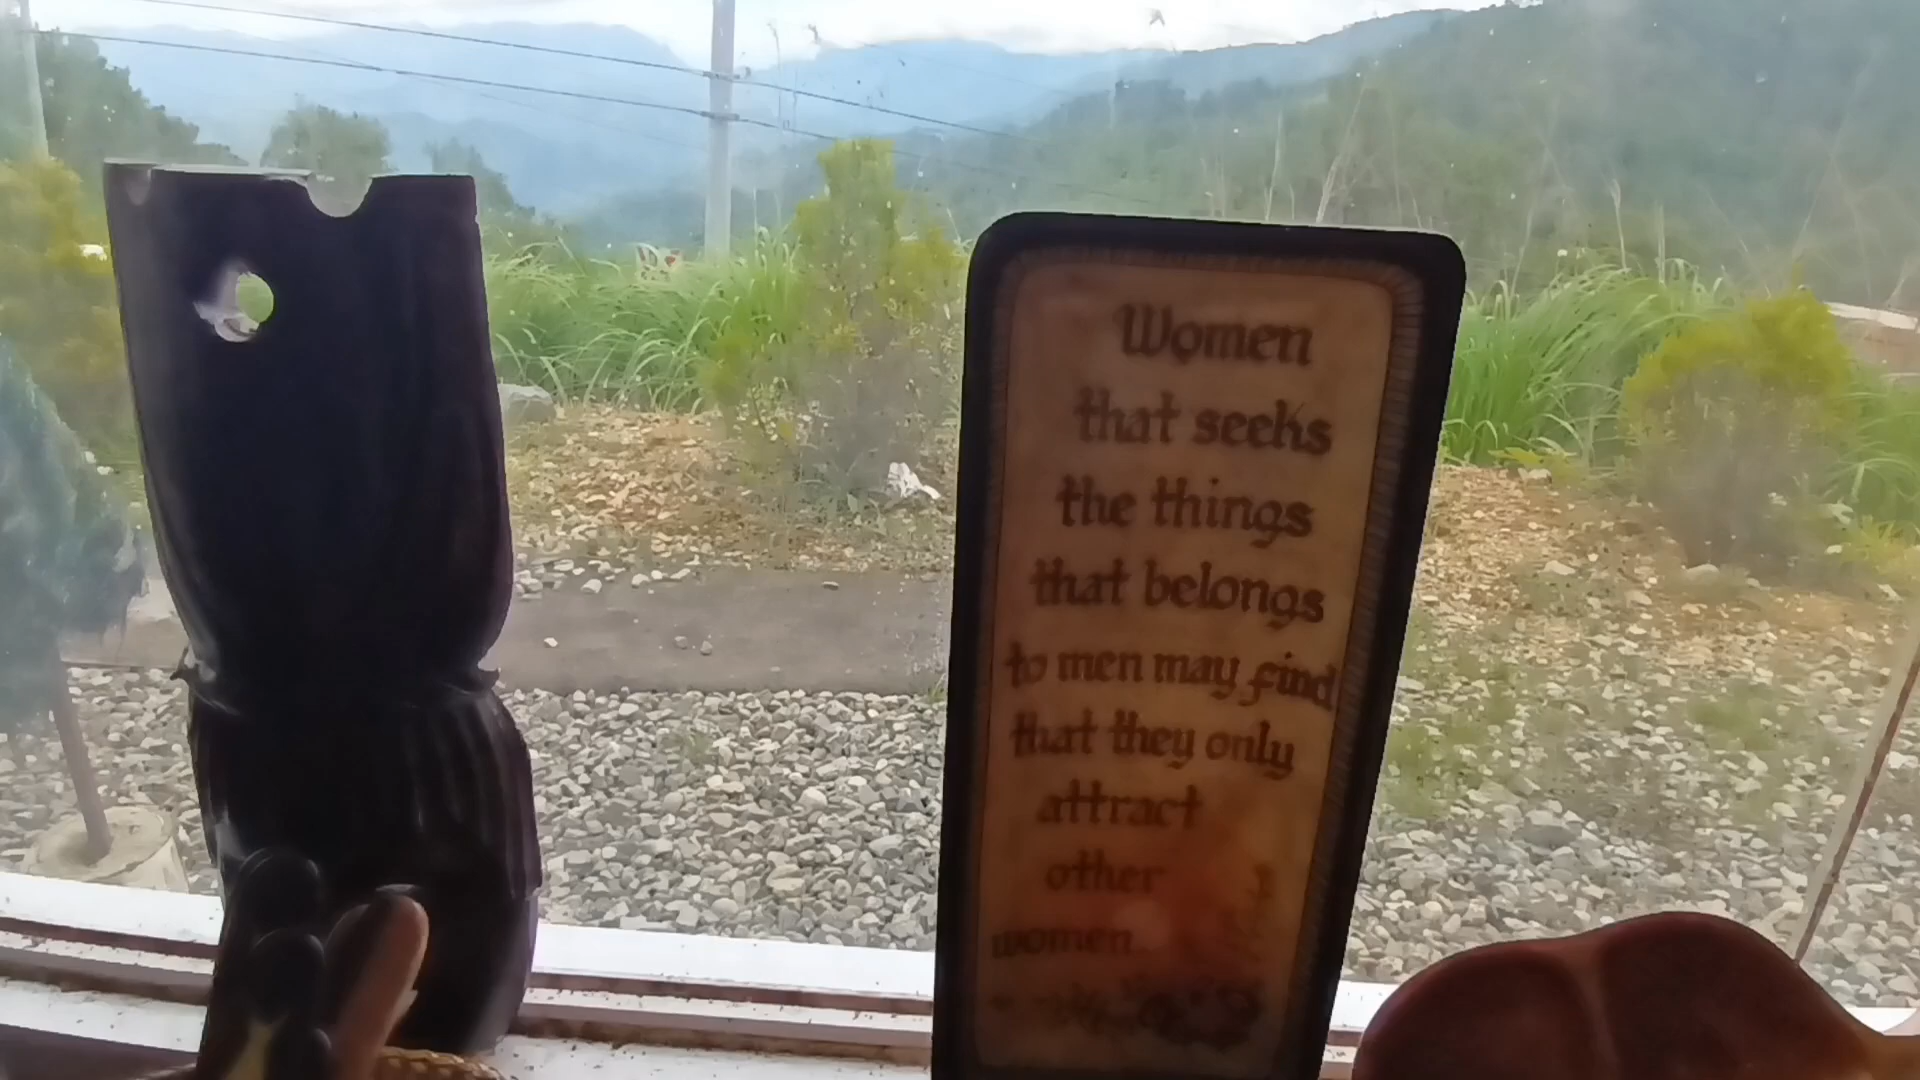 Women
that seeks
the things
that belongs
to men may find
that they only
attract
other
women